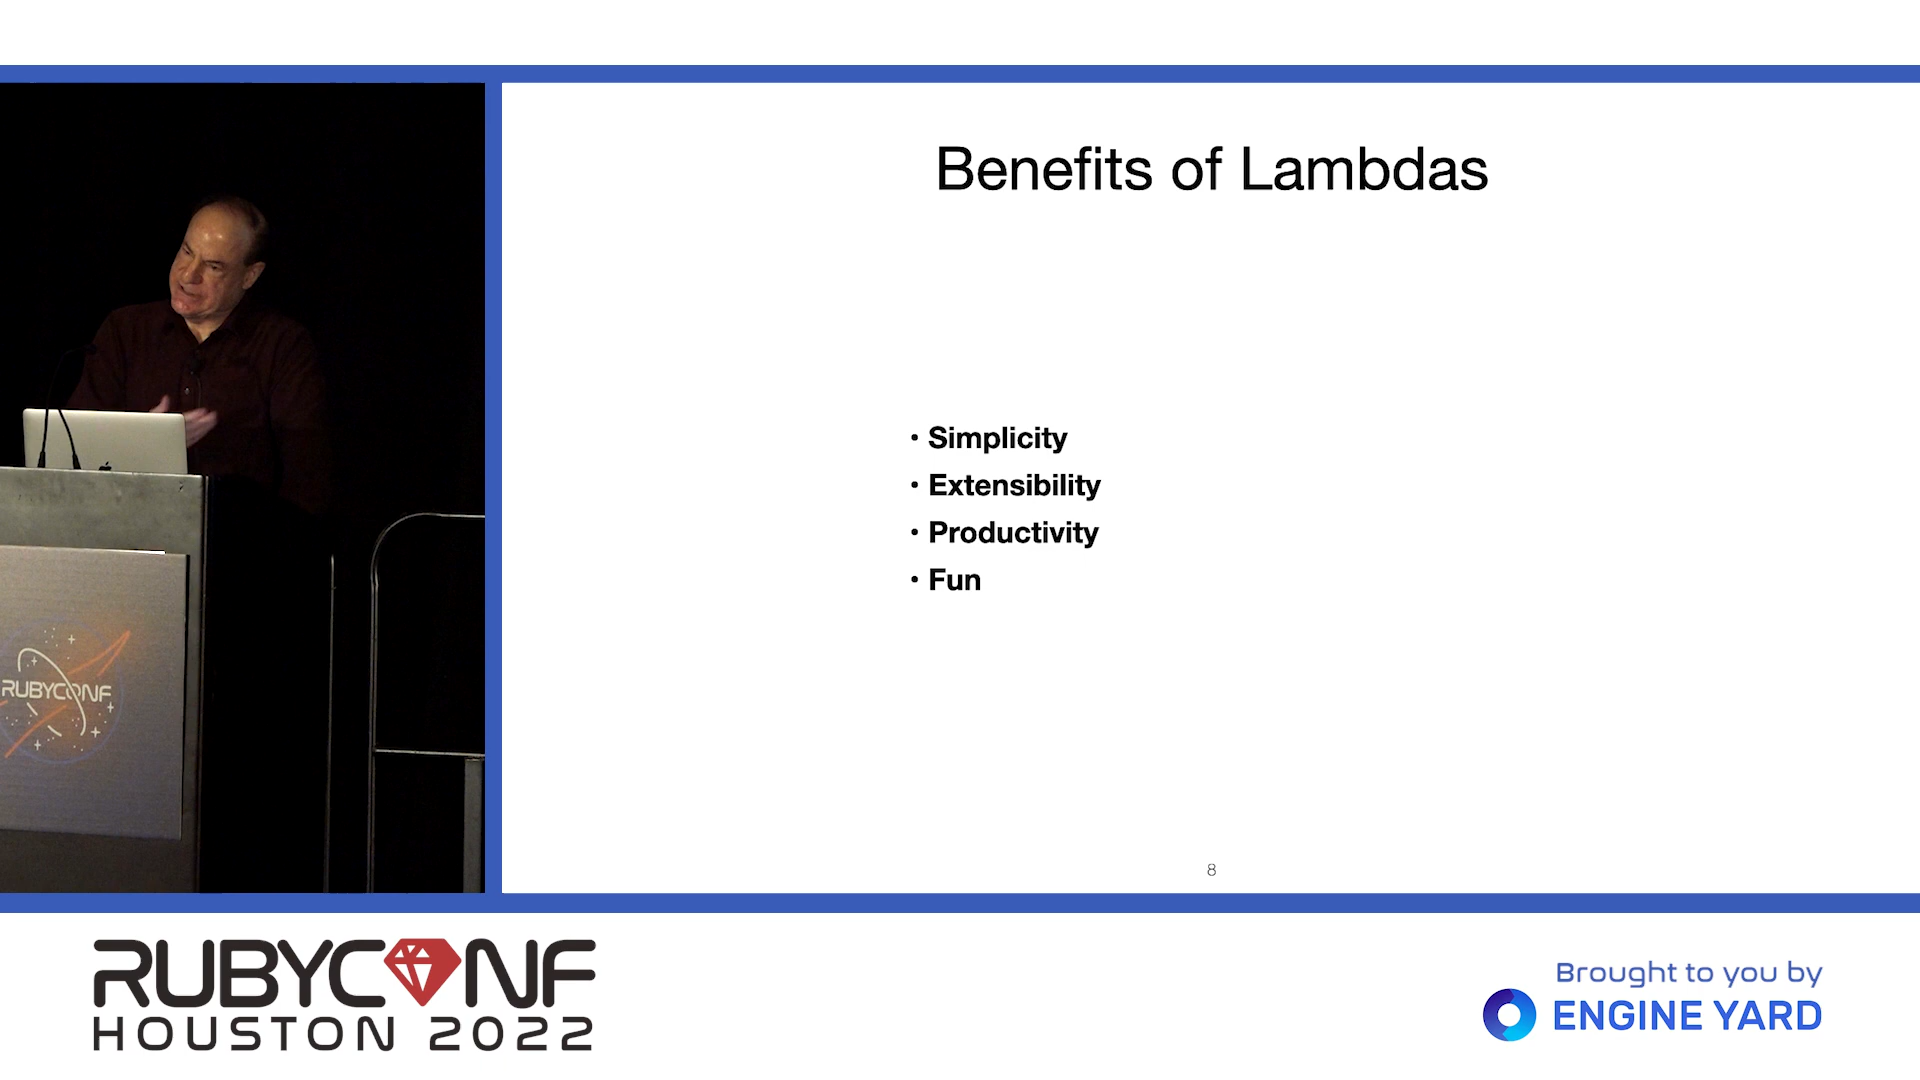 Benefits of Lambdas
• Simplicity
• Extensibility
• Productivity
• Fun
8
RUBYCONF
RUBYCONF
HOUSTON 2022
Brought to you by
ENGINE YARD